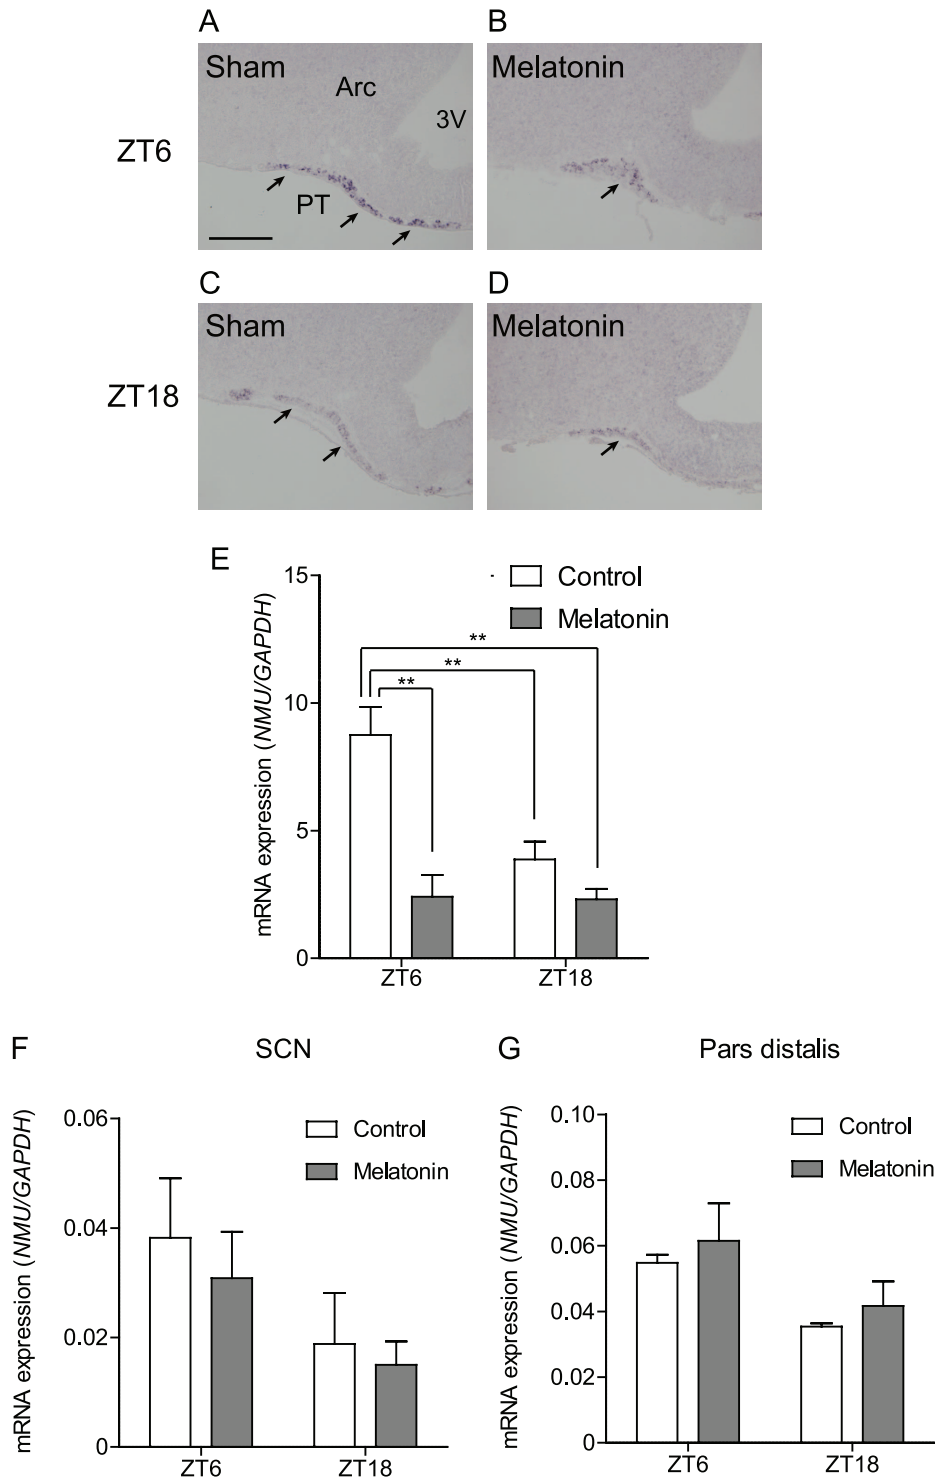 A
B
Sham
Melatonin
Arc
3V
ZT6
PT
C
D
Sham
Melatonin
ZT18
E
15
10
5
0
mRNA expression (NMU/GAPDH)
Control
Melatonin
**
**
**
ZT6
ZT18
F
SCN
0.06
0.04
0.02
0
mRNA expression (NMU/GAPDH)
Control
Melatonin
ZT6
ZT18
G
Pars distalis
0.10
0.08
0.06
0.04
0.02
0
mRNA expression (NMU/GAPDH)
Control
Melatonin
ZT6
ZT18